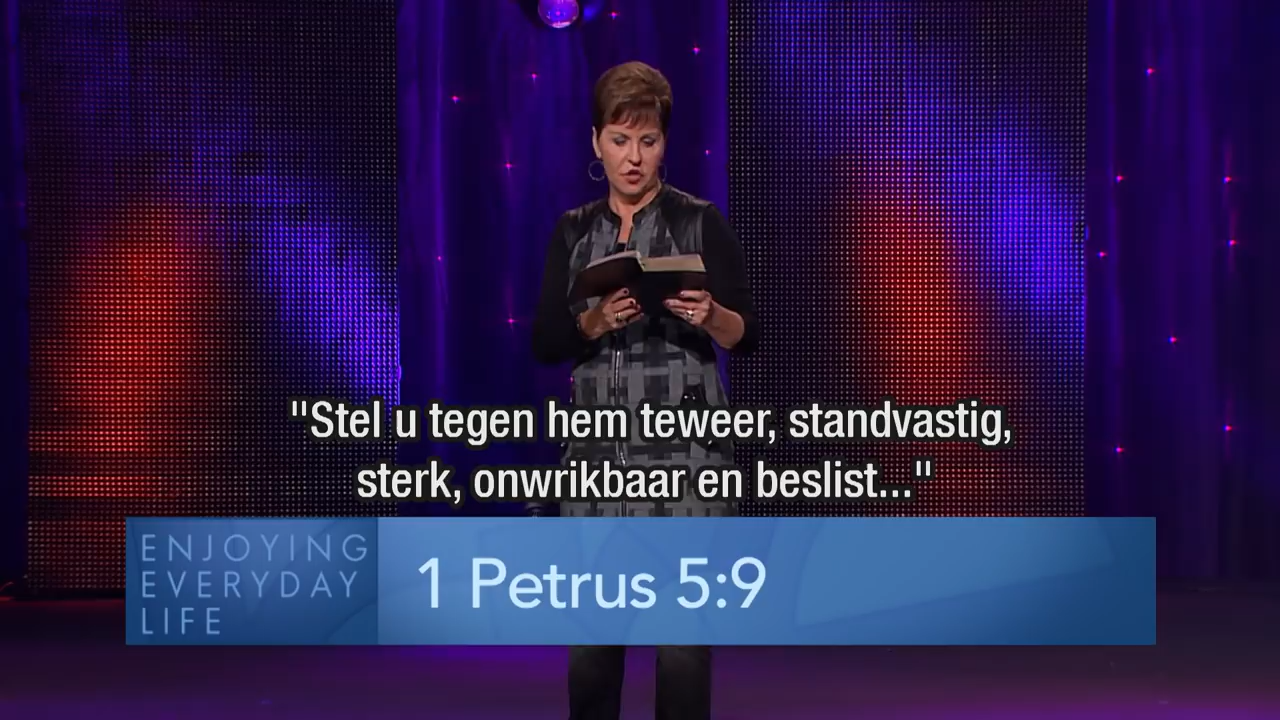 "Stel u tegen hem teweer, standvastig,
sterk, onwrikbaar en beslist..."
ENJOYING
EVERYDAY
LIFE
1 Petrus 5:9